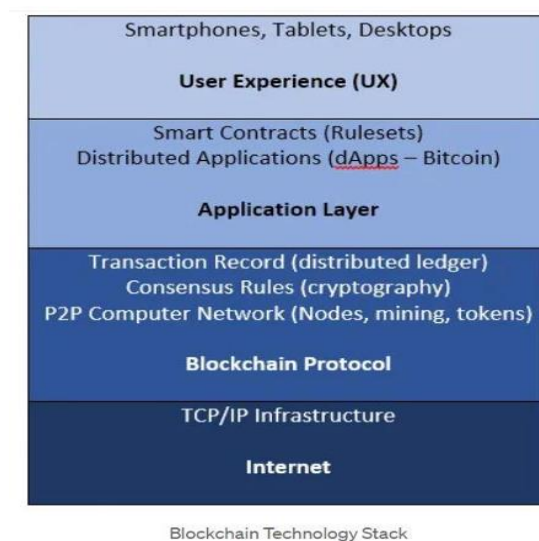 Smartphones, Tablets, Desktops
User Experience (UX)
Smart Contracts (Rulesets)
Distributed Applications (dApps – Bitcoin)
Application Layer
Transaction Record (distributed ledger)
Consensus Rules (cryptography)
P2P Computer Network (Nodes, mining, tokens)
Blockchain Protocol
TCP/IP Infrastructure
Internet
Blockchain Technology Stack